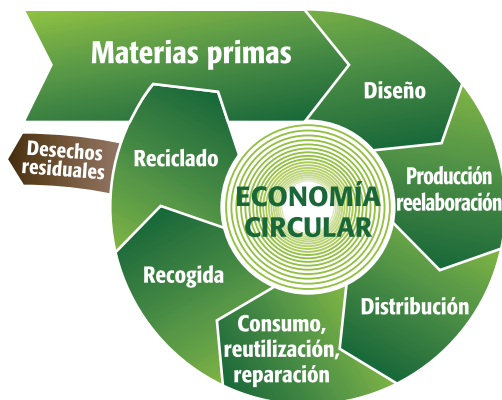 Materias primas
Diseño
Producción
reelaboración
Distribución
Consumo,
reutilización,
reparación
Recogida
Reciclado
Desechos
residuales
ECONOMÍA
CIRCULAR